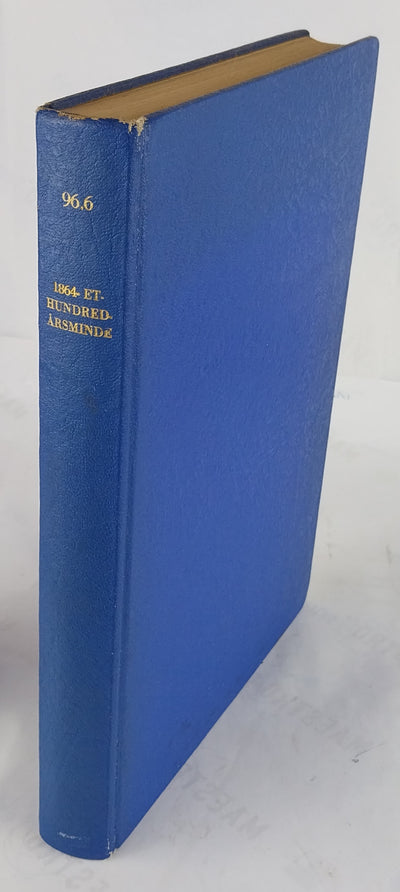 96.6
1864- ET-
HUNDRED-
ÅRSMINDE